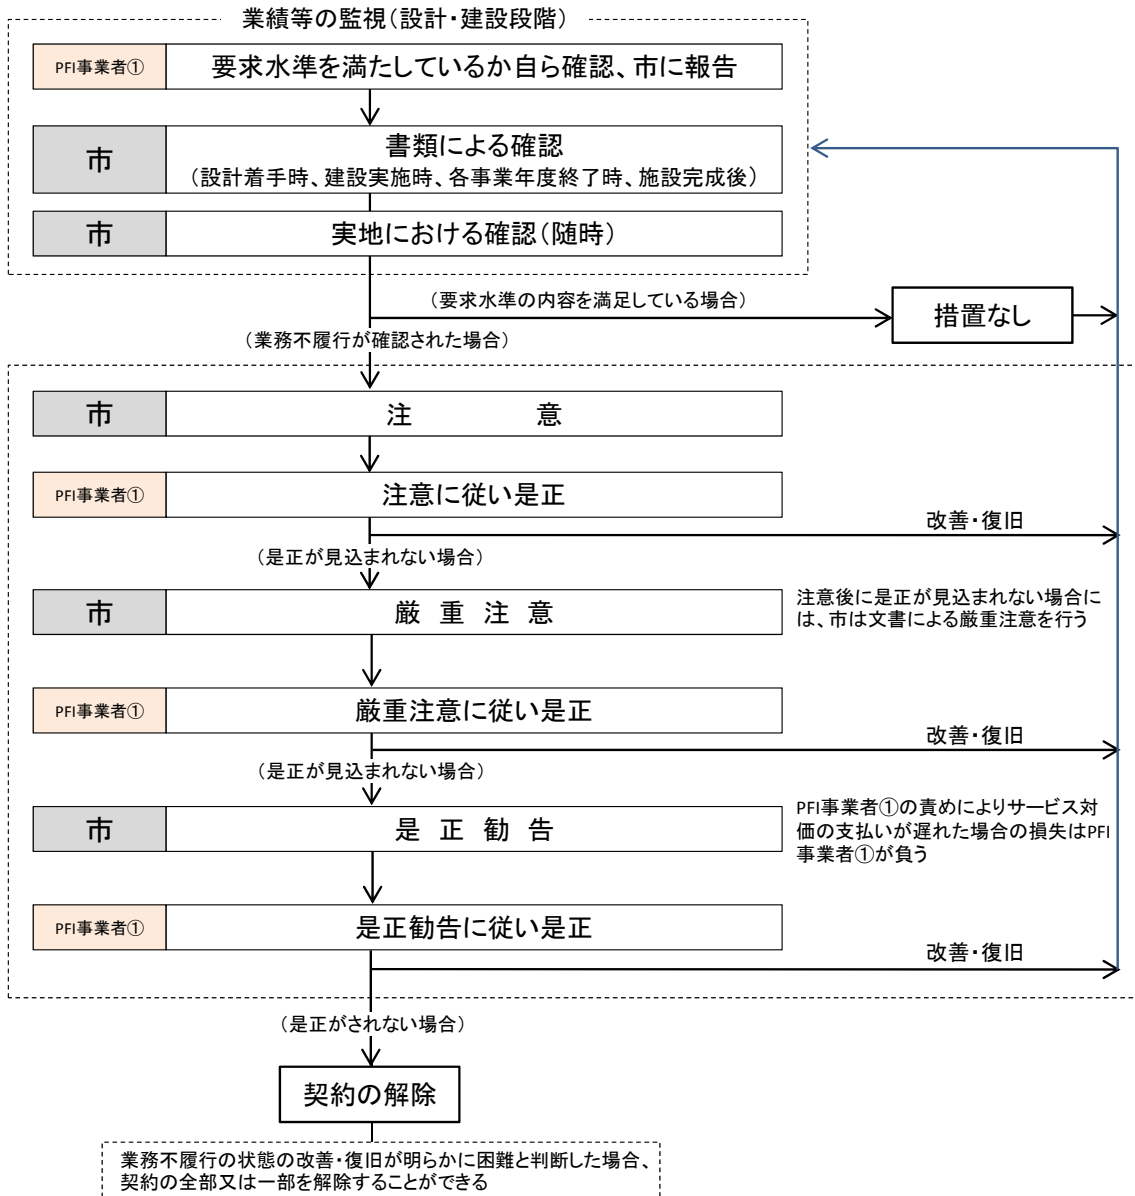 業績等の監視（設計・建設段階）
PFI事業者① 要求水準を満たしているか自ら確認、市に報告
市 書類による確認
（設計着手時、建設実施時、各事業年度終了時、施設完成後）
市 実地における確認（随時）
（要求水準の内容を満足している場合）
措置なし
（業務不履行が確認された場合）
市 注 意
PFI事業者① 注意に従い是正
改善・復旧
（是正が見込まれない場合）
市 厳 重 注 意
注意後に是正が見込まれない場合に
は、市は文書による厳重注意を行う
PFI事業者① 厳重注意に従い是正
改善・復旧
（是正が見込まれない場合）
市 是 正 勧 告
PFI事業者①の責めによりサービス対
価の支払いが遅れた場合の損失はPFI
事業者①が負う
PFI事業者① 是正勧告に従い是正
改善・復旧
（是正がされない場合）
契約の解除
業務不履行の状態の改善・復旧が明らかに困難と判断した場合、
契約の全部又は一部を解除することができる